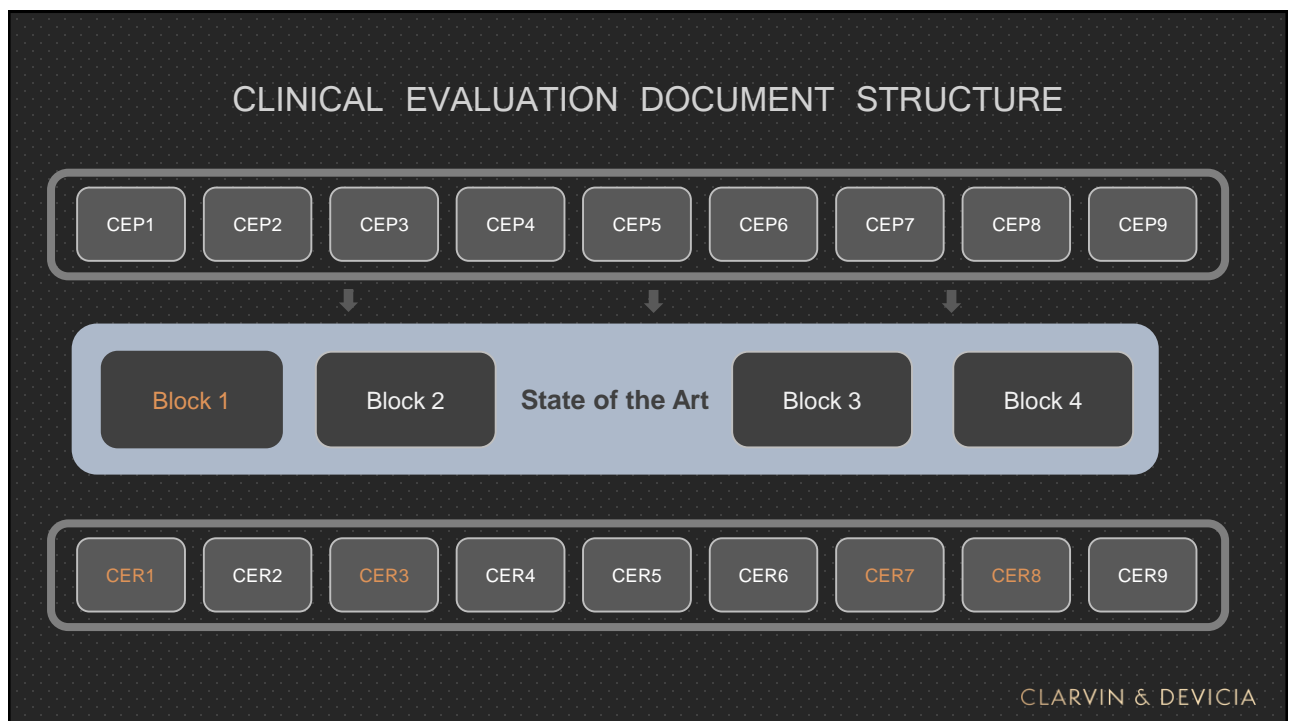 CLINICAL EVALUATION DOCUMENT STRUCTURE
CEP1 CEP2 CEP3 CEP4 CEP5 CEP6 CEP7 CEP8 CEP9
Block 1 Block 2 State of the Art Block 3 Block 4
CER1 CER2 CER3 CER4 CER5 CER6 CER7 CER8 CER9
CLARVIN & DEVICIA